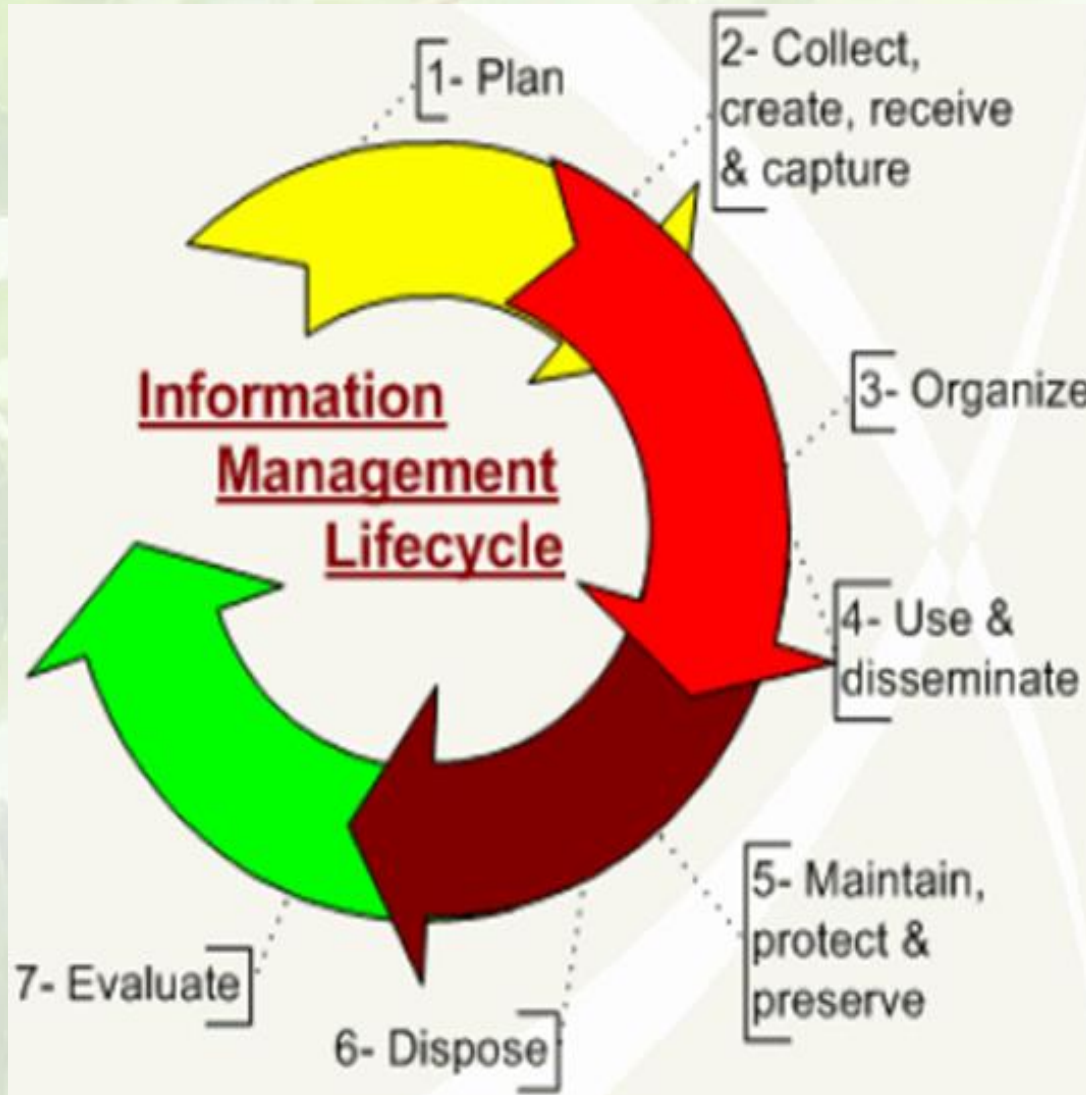 1- Plan
2- Collect,
create, receive
& capture
3- Organize
Information
Management
Lifecycle
4- Use &
disseminate
5- Maintain,
protect &
preserve
7- Evaluate
6- Dispose